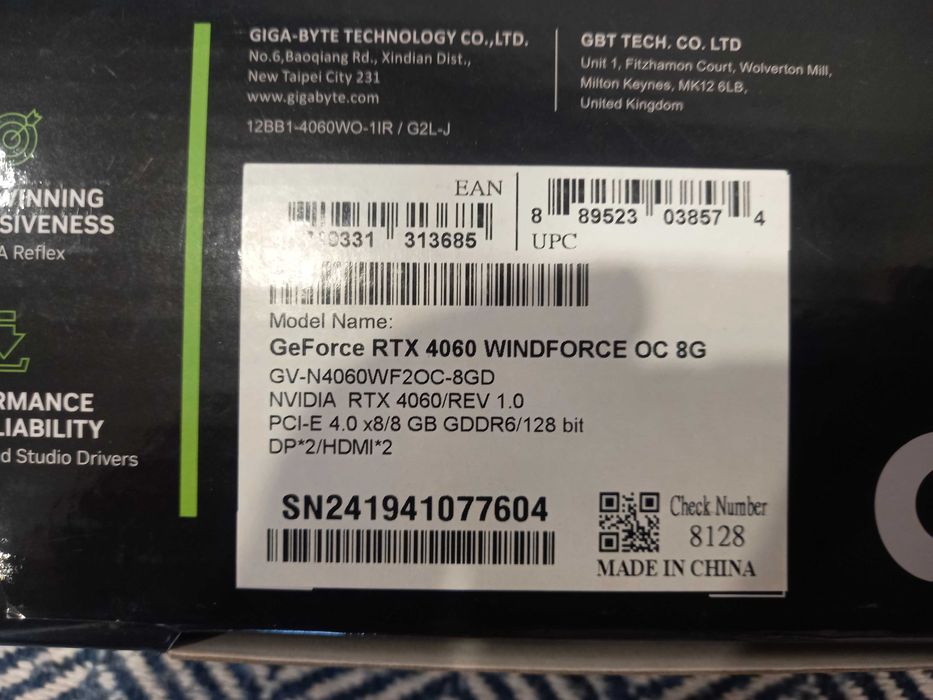 GIGA-BYTE TECHNOLOGY CO.,LTD.
No.6,Baoqiang Rd., Xindian Dist.,
New Taipei City 231
www.gigabyte.com
12BB1-4060WO-1IR / G2L-J
GBT TECH. CO. LTD
Unit 1, Fitzhamon Court, Wolverton Mill,
Milton Keynes, MK12 6LB,
United Kingdom
WINNING
SIVENESS
A Reflex
RMANCE
LIABILITY
d Studio Drivers
EAN
313685
8 89523 03857 4
UPC
Model Name:
GeForce RTX 4060 WINDFORCE OC 8G
GV-N4060WF2OC-8GD
NVIDIA RTX 4060/REV 1.0
PCI-E 4.0 x8/8 GB GDDR6/128 bit
DP*2/HDMI*2
SN241941077604
Check Number
8128
MADE IN CHINA